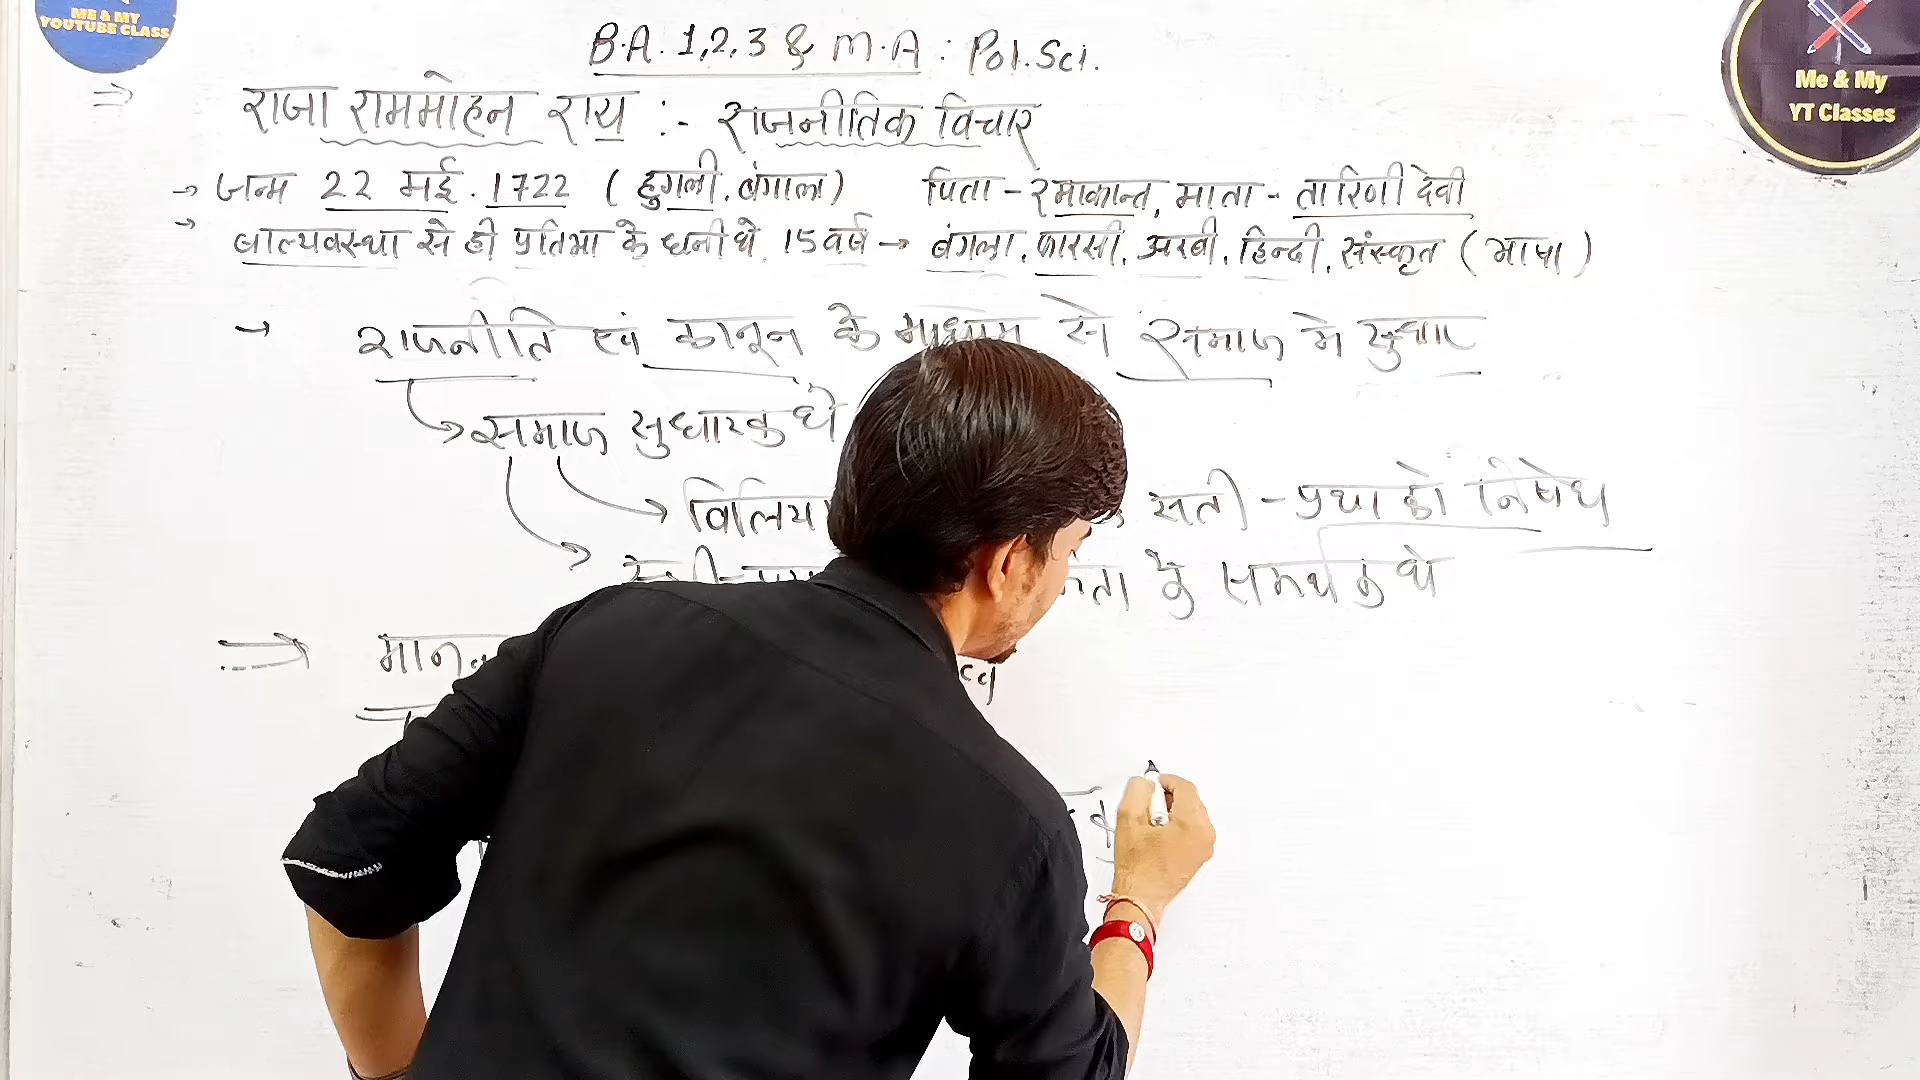 ME & MY
YOUTUBE CLASS
B.A. 1,2,3 & M.A : Pol.Sci.
Me & My
YT Classes
⇒ राजा राममोहन राय :- राजनीतिक विचार
→ जन्म 22 मई. 1722 (हुगली, बंगाल) पिता - रमाकान्त, माता - तारिणी देवी
→ बाल्यवस्था से ही प्रतिभा के धनी थे. 15 वर्ष → बंगला, फारसी, अरबी, हिन्दी, संस्कृत (भाषा)
→ राजनीति एवं कानून के माध्यम से समाज मे सुधार
समाज सुधारक थे
→ विलिय सती - प्रथा को निषेध
के समर्थक थे
⇒ मान